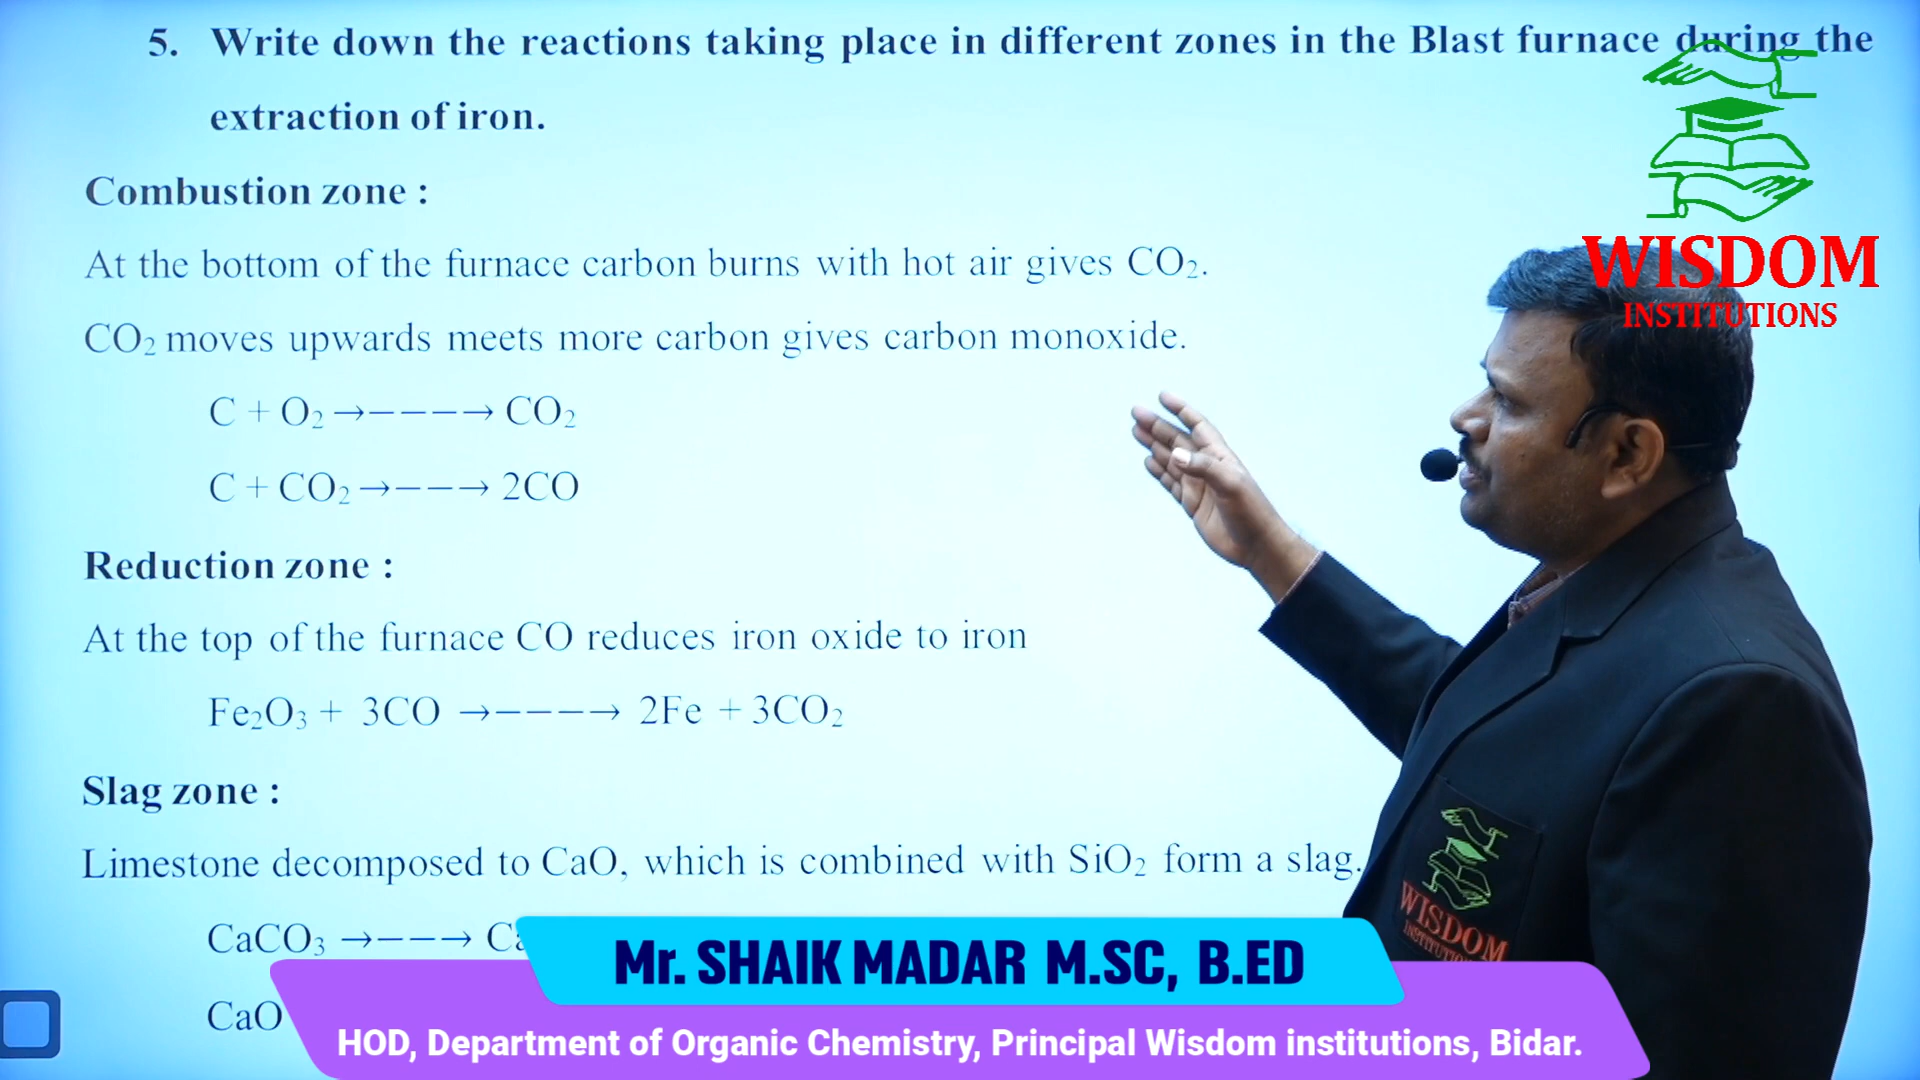 5. Write down the reactions taking place in different zones in the Blast furnace during the
extraction of iron.
Combustion zone :
At the bottom of the furnace carbon burns with hot air gives CO₂.
CO₂ moves upwards meets more carbon gives carbon monoxide.
C + O₂ →−−−−→ CO₂
C + CO₂ →−−−→ 2CO
Reduction zone :
At the top of the furnace CO reduces iron oxide to iron
Fe₂O₃ + 3CO →−−−−→ 2Fe + 3CO₂
Slag zone :
Limestone decomposed to CaO, which is combined with SiO₂ form a slag.
CaCO₃ →−−−→
CaO
WISDOM
INSTITUTIONS
WISDOM
Mr. SHAIK MADAR M.SC, B.ED
HOD, Department of Organic Chemistry, Principal Wisdom institutions, Bidar.